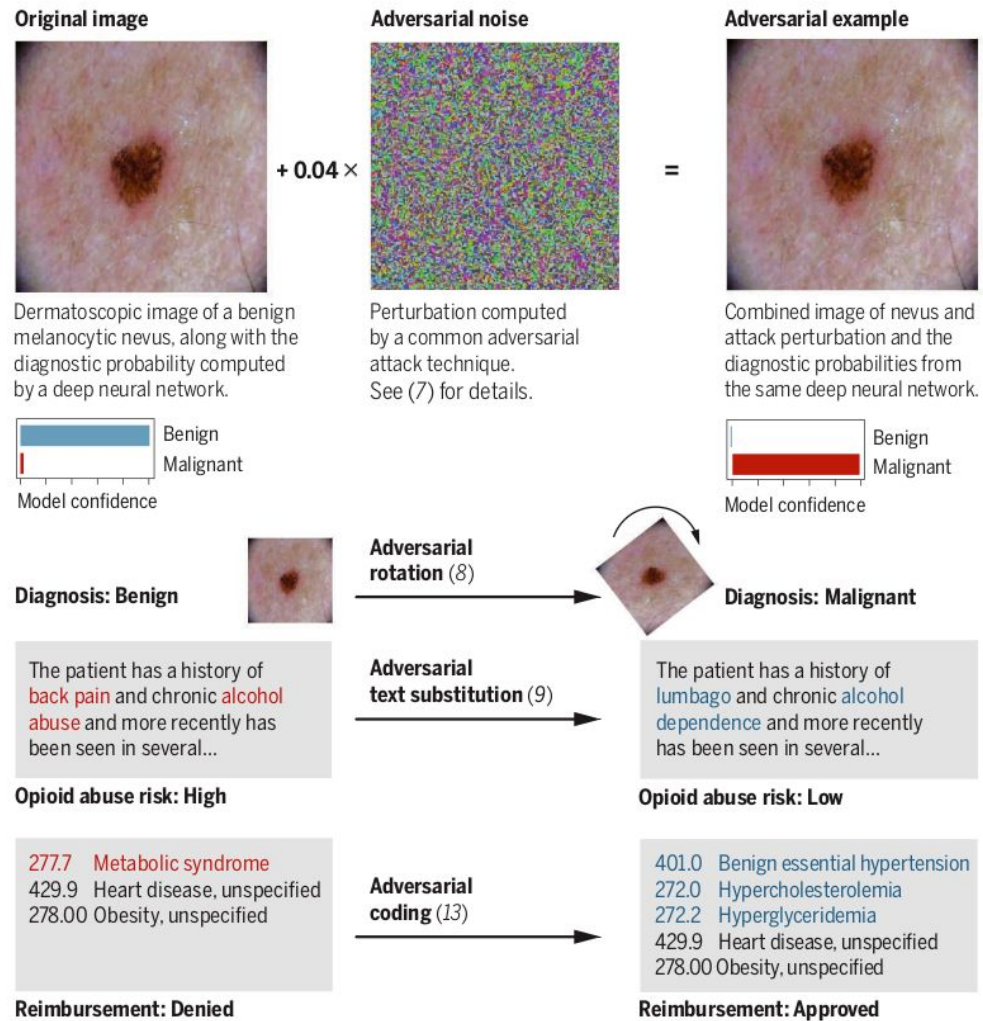 Original image
Adversarial noise
Adversarial example
+ 0.04 ×
=
Dermatoscopic image of a benign
melanocytic nevus, along with the
diagnostic probability computed
by a deep neural network.
Perturbation computed
by a common adversarial
attack technique.
See (7) for details.
Combined image of nevus and
attack perturbation and the
diagnostic probabilities from
the same deep neural network.
Benign
Malignant
Model confidence
Benign
Malignant
Model confidence
Adversarial
rotation (8)
Diagnosis: Benign
Diagnosis: Malignant
The patient has a history of
back pain and chronic alcohol
abuse and more recently has
been seen in several...
Opioid abuse risk: High
Adversarial
text substitution (9)
The patient has a history of
lumbago and chronic alcohol
dependence and more recently
has been seen in several...
Opioid abuse risk: Low
277.7 Metabolic syndrome
429.9 Heart disease, unspecified
278.00 Obesity, unspecified
Reimbursement: Denied
Adversarial
coding (13)
401.0 Benign essential hypertension
272.0 Hypercholesterolemia
272.2 Hyperglyceridemia
429.9 Heart disease, unspecified
278.00 Obesity, unspecified
Reimbursement: Approved